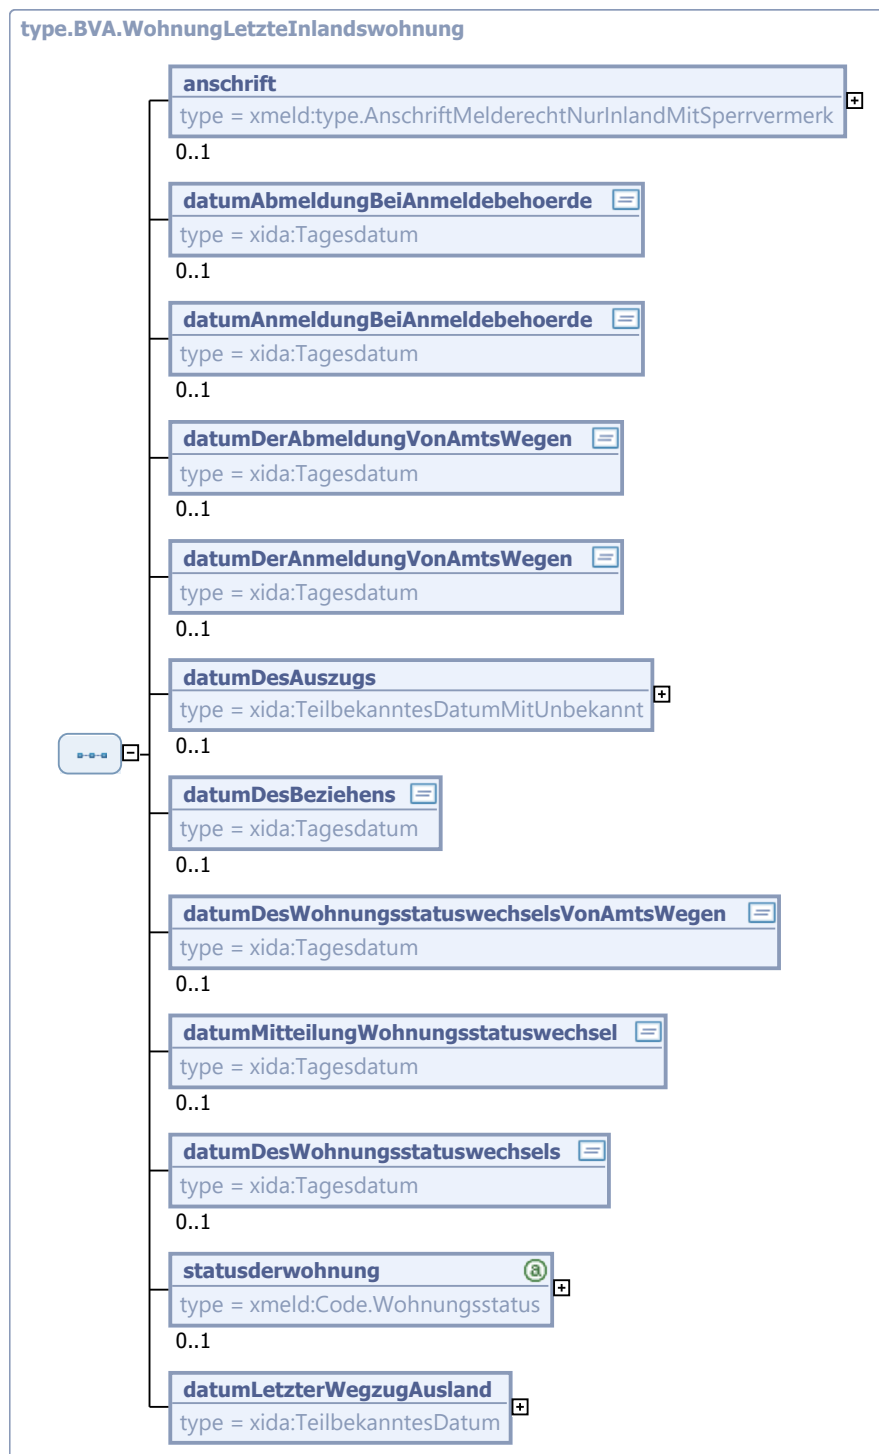 type.BVA.WohnungLetzteInlandswohnung
anschrift
type = xmeld:type.AnschriftMelderechtNurInlandMitSperrvermerk
0..1
datumAbmeldungBeiAnmeldebehoerde
type = xida:Tagesdatum
0..1
datumAnmeldungBeiAnmeldebehoerde
type = xida:Tagesdatum
0..1
datumDerAbmeldungVonAmtsWegen
type = xida:Tagesdatum
0..1
datumDerAnmeldungVonAmtsWegen
type = xida:Tagesdatum
0..1
datumDesAuszugs
type = xida:TeilbekanntesDatumMitUnbekannt
0..1
datumDesBeziehens
type = xida:Tagesdatum
0..1
datumDesWohnungsstatuswechselsVonAmtsWegen
type = xida:Tagesdatum
0..1
datumMitteilungWohnungsstatuswechsel
type = xida:Tagesdatum
0..1
datumDesWohnungsstatuswechsels
type = xida:Tagesdatum
0..1
statusderwohnung a
type = xmeld:Code.Wohnungsstatus
0..1
datumLetzterWegzugAusland
type = xida:TeilbekanntesDatum